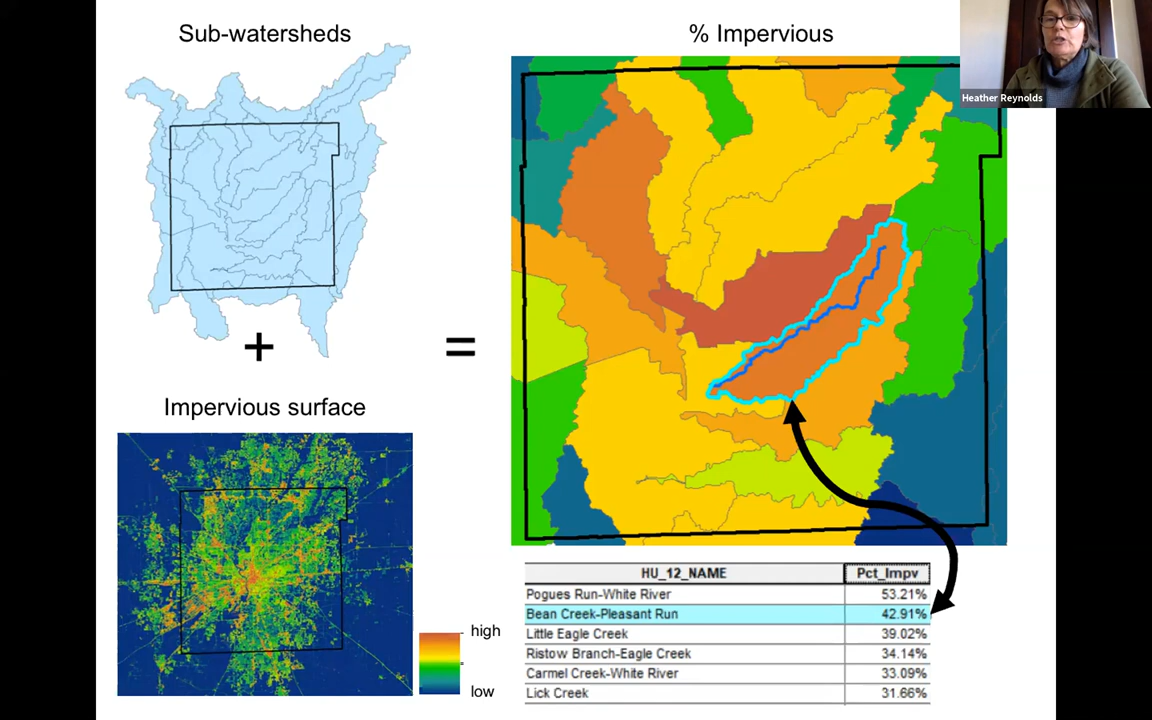 Sub-watersheds
% Impervious
Heather Reynolds
+
=
Impervious surface
high
low
HU_12_NAME Pct_Impv
Pogues Run-White River 53.21%
Bean Creek-Pleasant Run 42.91%
Little Eagle Creek 39.02%
Ristow Branch-Eagle Creek 34.14%
Carmel Creek-White River 33.09%
Lick Creek 31.66%